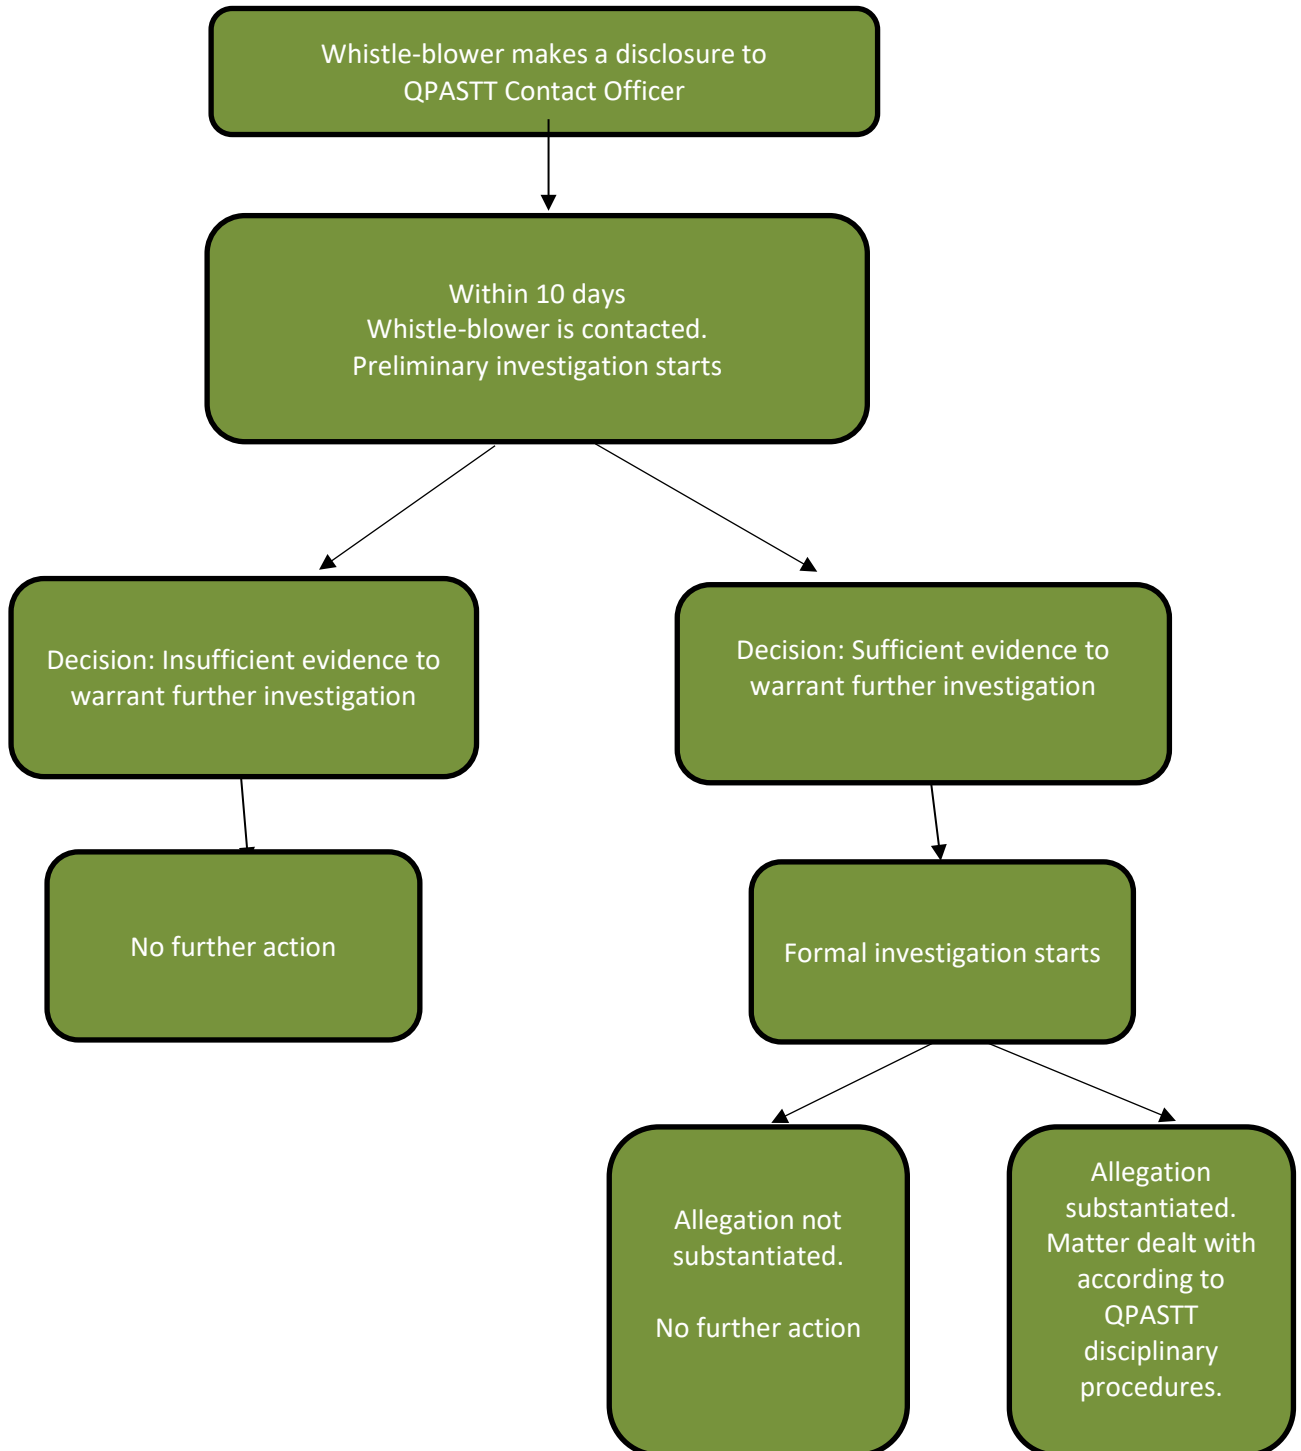 Whistle-blower makes a disclosure to
QPASTT Contact Officer
Within 10 days
Whistle-blower is contacted.
Preliminary investigation starts
Decision: Insufficient evidence to
warrant further investigation
Decision: Sufficient evidence to
warrant further investigation
No further action
Formal investigation starts
Allegation not
substantiated.
No further action
Allegation
substantiated.
Matter dealt with
according to
QPASTT
disciplinary
procedures.